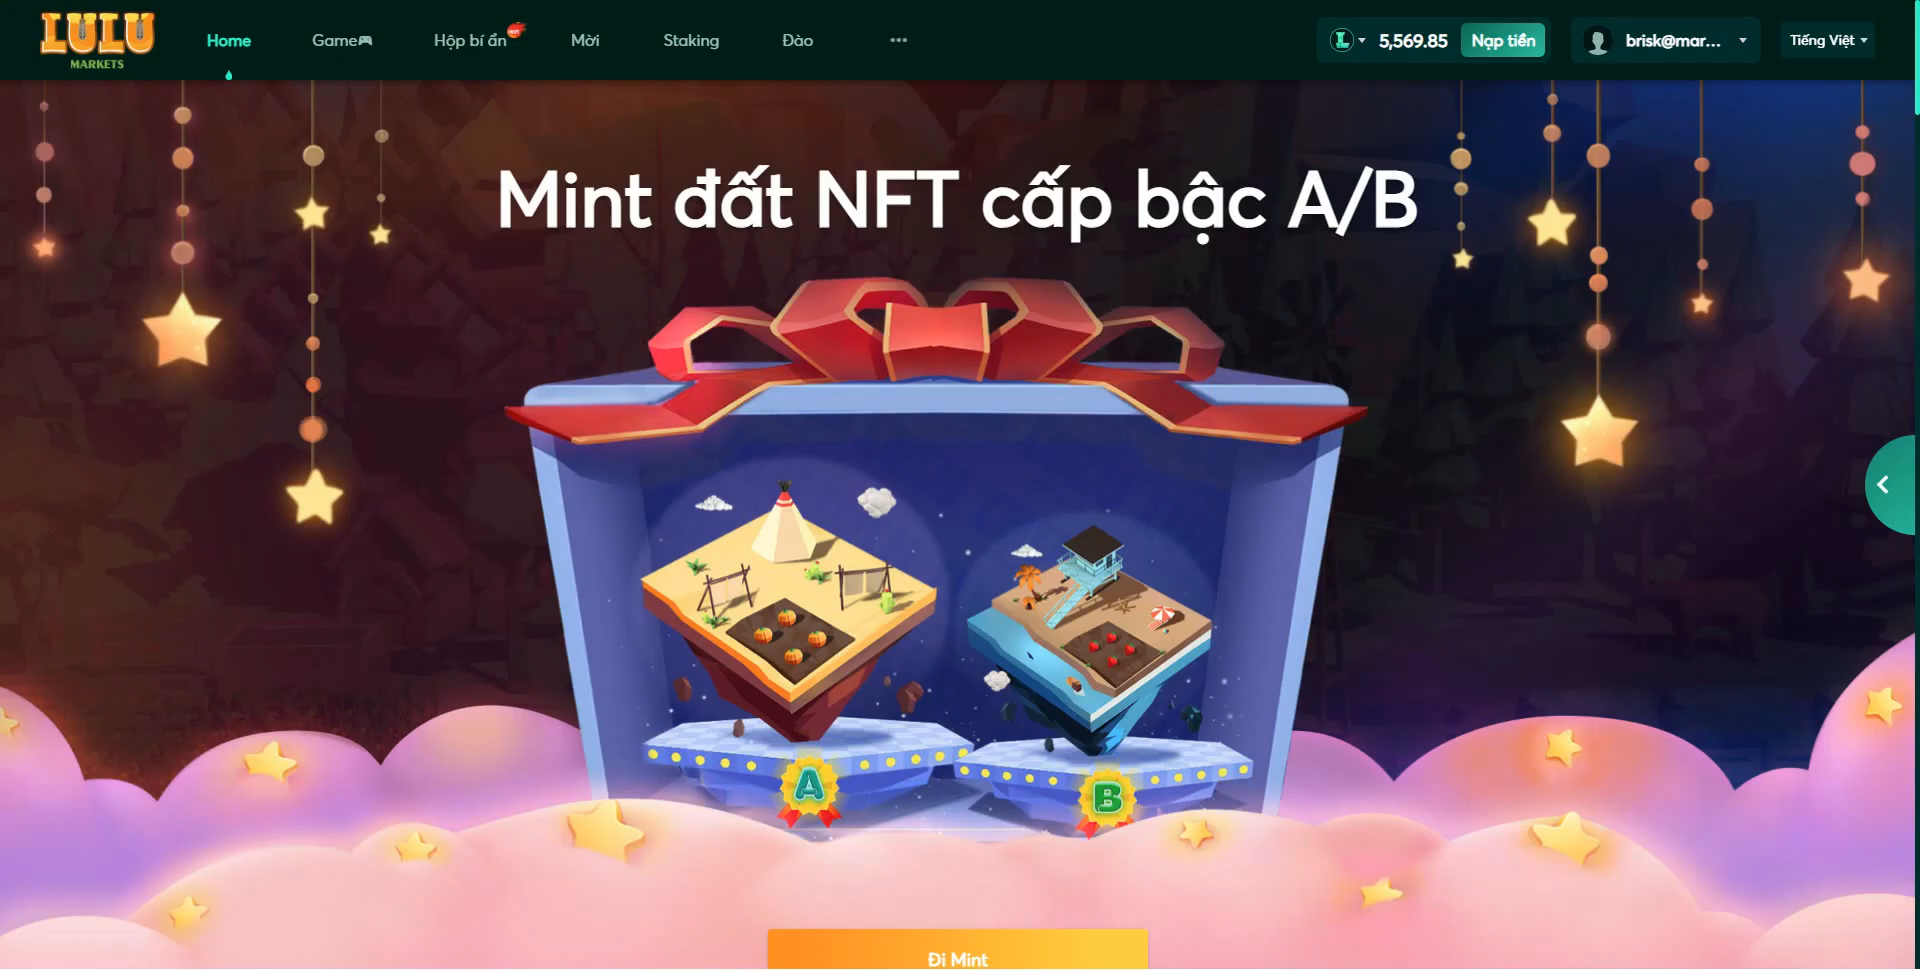 LULU
MARKETS
Home
Game
Hộp bí ẩn
Mời
Staking
Đào
•••
L
5,569.85
Nạp tiền
brisk@mar...
Tiếng Việt
Mint đất NFT cấp bậc A/B
A
B
Đi Mint